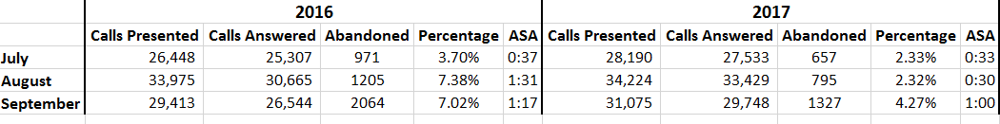 2016 2017
Calls Presented Calls Answered Abandoned Percentage ASA Calls Presented Calls Answered Abandoned Percentage ASA
July 26,448 25,307 971 3.70% 0:37 28,190 27,533 657 2.33% 0:33
August 33,975 30,665 1205 7.38% 1:31 34,224 33,429 795 2.32% 0:30
September 29,413 26,544 2064 7.02% 1:17 31,075 29,748 1327 4.27% 1:00